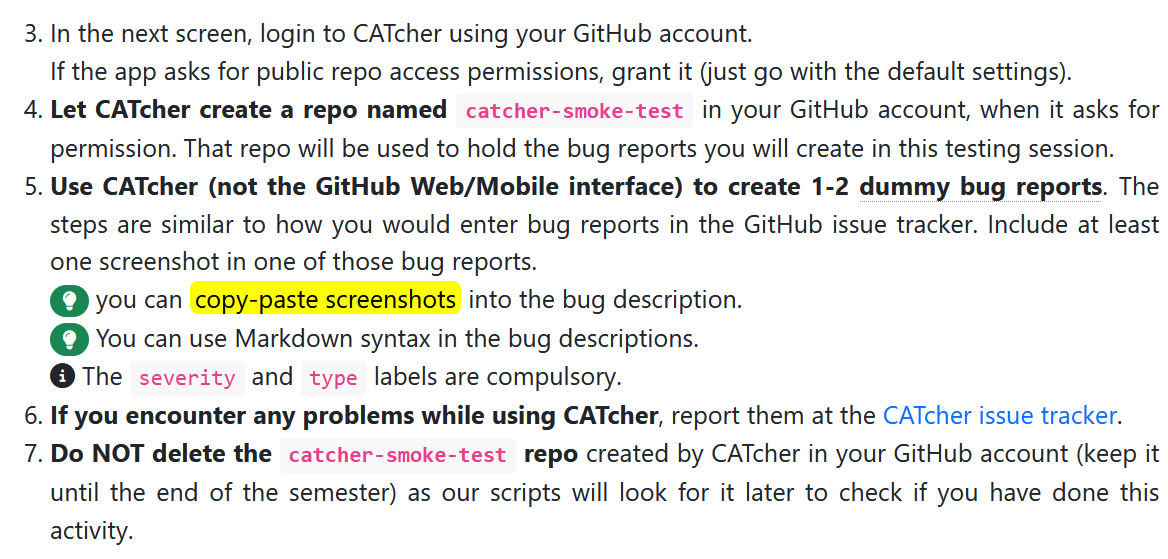 3. In the next screen, login to CATcher using your GitHub account.
If the app asks for public repo access permissions, grant it (just go with the default settings).
4. Let CATcher create a repo named catcher-smoke-test in your GitHub account, when it asks for
permission. That repo will be used to hold the bug reports you will create in this testing session.
5. Use CATcher (not the GitHub Web/Mobile interface) to create 1-2 dummy bug reports. The
steps are similar to how you would enter bug reports in the GitHub issue tracker. Include at least
one screenshot in one of those bug reports.
you can copy-paste screenshots into the bug description.
You can use Markdown syntax in the bug descriptions.
The severity and type labels are compulsory.
6. If you encounter any problems while using CATcher, report them at the CATcher issue tracker.
7. Do NOT delete the catcher-smoke-test repo created by CATcher in your GitHub account (keep it
until the end of the semester) as our scripts will look for it later to check if you have done this
activity.